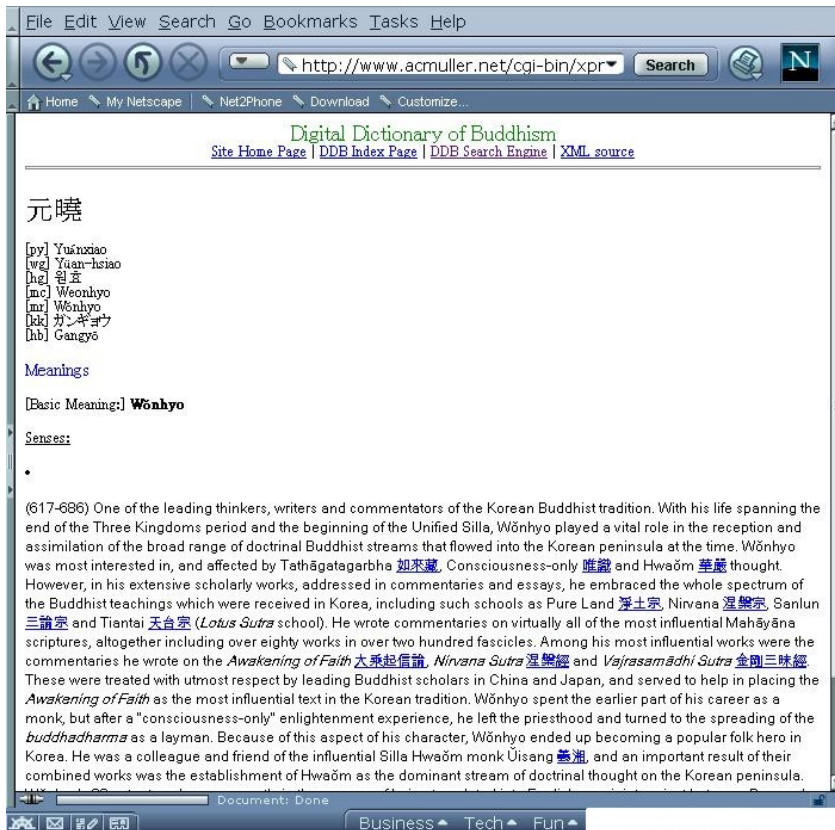 File Edit View Search Go Bookmarks Tasks Help
http://www.acmuller.net/cgi-bin/xpr Search N
Home My Netscape Net2Phone Download Customize...
Digital Dictionary of Buddhism
Site Home Page | DDB Index Page | DDB Search Engine | XML source
元曉
[py] Yuánxiao
[wg] Yüan-hsiao
[hg] 원효
[mc] Weonhyo
[mr] Wŏnhyo
[kk] ガンギョウ
[hb] Gangyō
Meanings
[Basic Meaning:] Wŏnhyo
Senses:
(617-686) One of the leading thinkers, writers and commentators of the Korean Buddhist tradition. With his life spanning the
end of the Three Kingdoms period and the beginning of the Unified Silla, Wŏnhyo played a vital role in the reception and
assimilation of the broad range of doctrinal Buddhist streams that flowed into the Korean peninsula at the time. Wŏnhyo
was most interested in, and affected by Tathāgatagarbha 如來藏, Consciousness-only 唯識 and Hwaŏm 華嚴 thought.
However, in his extensive scholarly works, addressed in commentaries and essays, he embraced the whole spectrum of
the Buddhist teachings which were received in Korea, including such schools as Pure Land 淨土宗, Nirvana 涅槃宗, Sanlun
三論宗 and Tiantai 天台宗 (Lotus Sutra school). He wrote commentaries on virtually all of the most influential Mahāyāna
scriptures, altogether including over eighty works in over two hundred fascicles. Among his most influential works were the
commentaries he wrote on the Awakening of Faith 大乘起信論, Nirvana Sutra 涅槃經 and Vajrasamādhi Sutra 金剛三昧經.
These were treated with utmost respect by leading Buddhist scholars in China and Japan, and served to help in placing the
Awakening of Faith as the most influential text in the Korean tradition. Wŏnhyo spent the earlier part of his career as a
monk, but after a "consciousness-only" enlightenment experience, he left the priesthood and turned to the spreading of the
buddhadharma as a layman. Because of this aspect of his character, Wŏnhyo ended up becoming a popular folk hero in
Korea. He was a colleague and friend of the influential Silla Hwaŏm monk Ŭisang 義湘, and an important result of their
combined works was the establishment of Hwaŏm as the dominant stream of doctrinal thought on the Korean peninsula.
Document: Done
Business Tech Fun